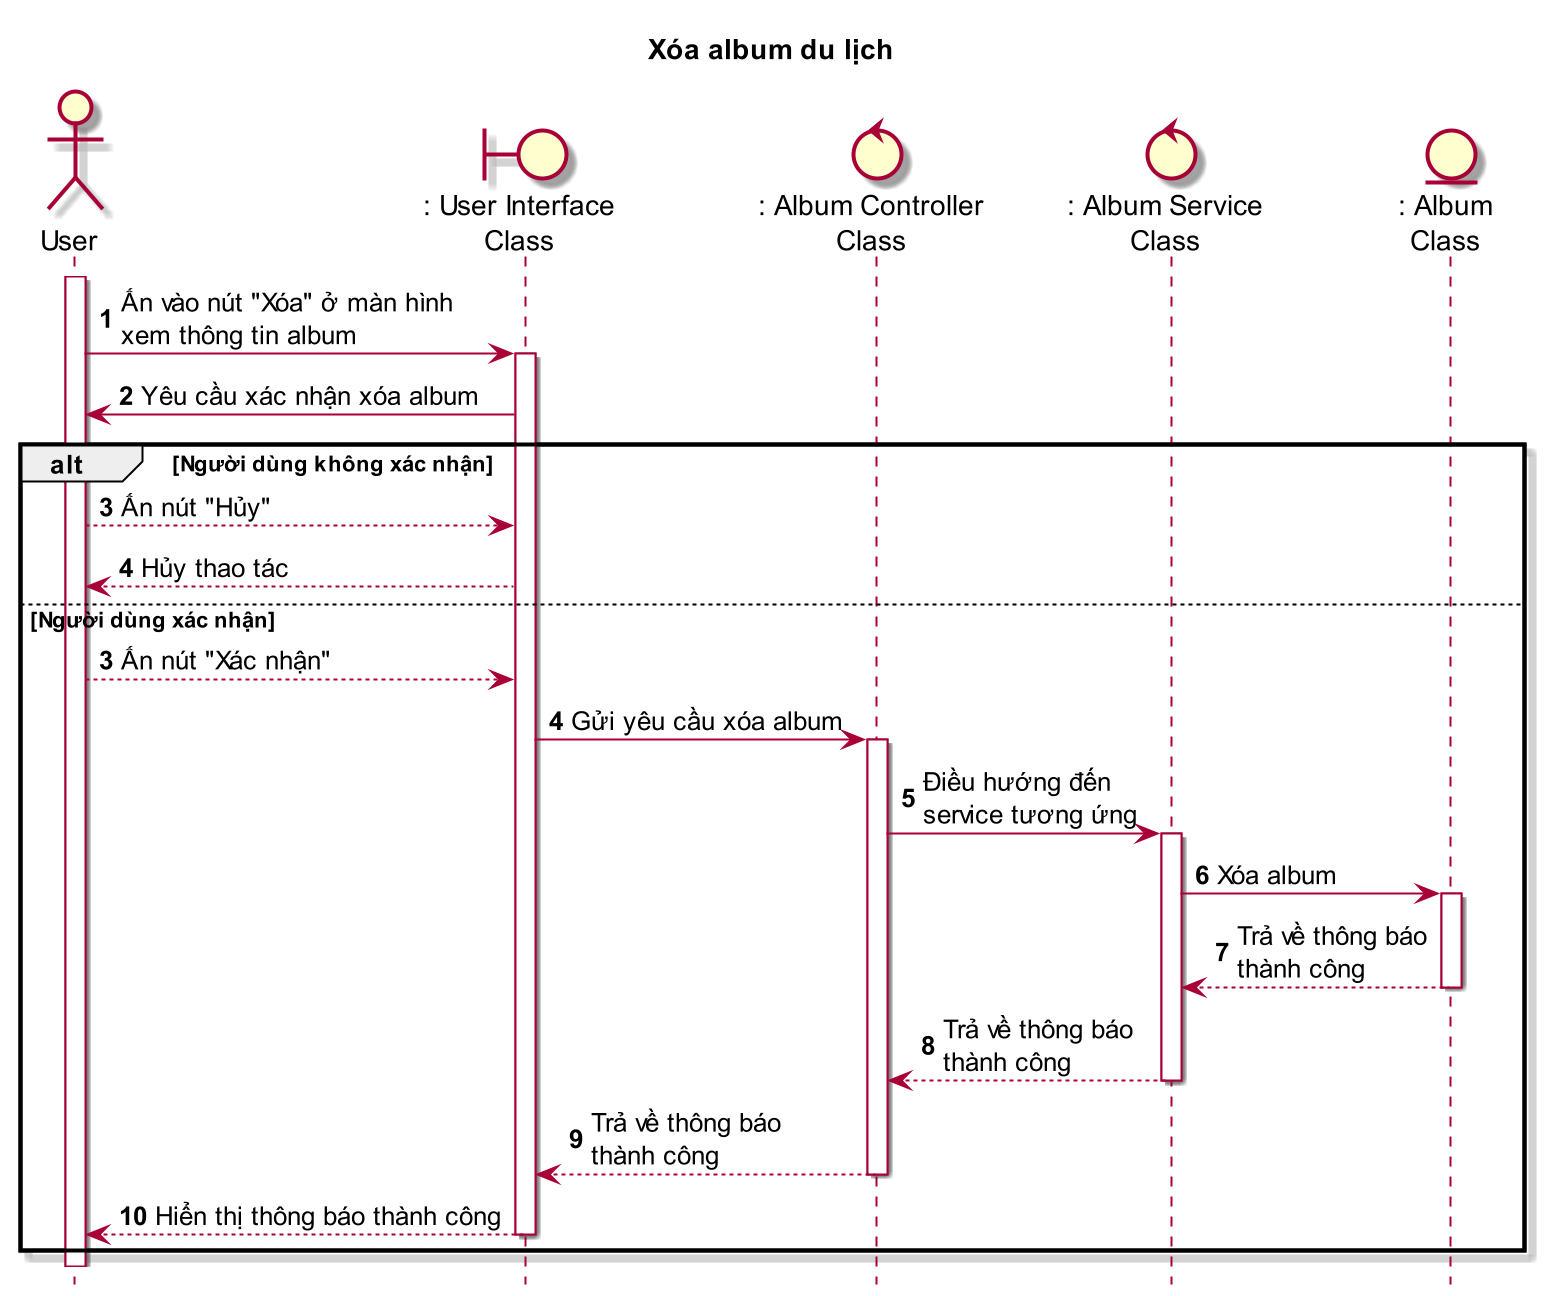 Xóa album du lịch
User
: User Interface
Class
: Album Controller
Class
: Album Service
Class
: Album
Class
1 Ấn vào nút "Xóa" ở màn hình
xem thông tin album
2 Yêu cầu xác nhận xóa album
alt [Người dùng không xác nhận]
3 Ấn nút "Hủy"
4 Hủy thao tác
[Người dùng xác nhận]
3 Ấn nút "Xác nhận"
4 Gửi yêu cầu xóa album
5 Điều hướng đến
service tương ứng
6 Xóa album
7 Trả về thông báo
thành công
8 Trả về thông báo
thành công
9 Trả về thông báo
thành công
10 Hiển thị thông báo thành công